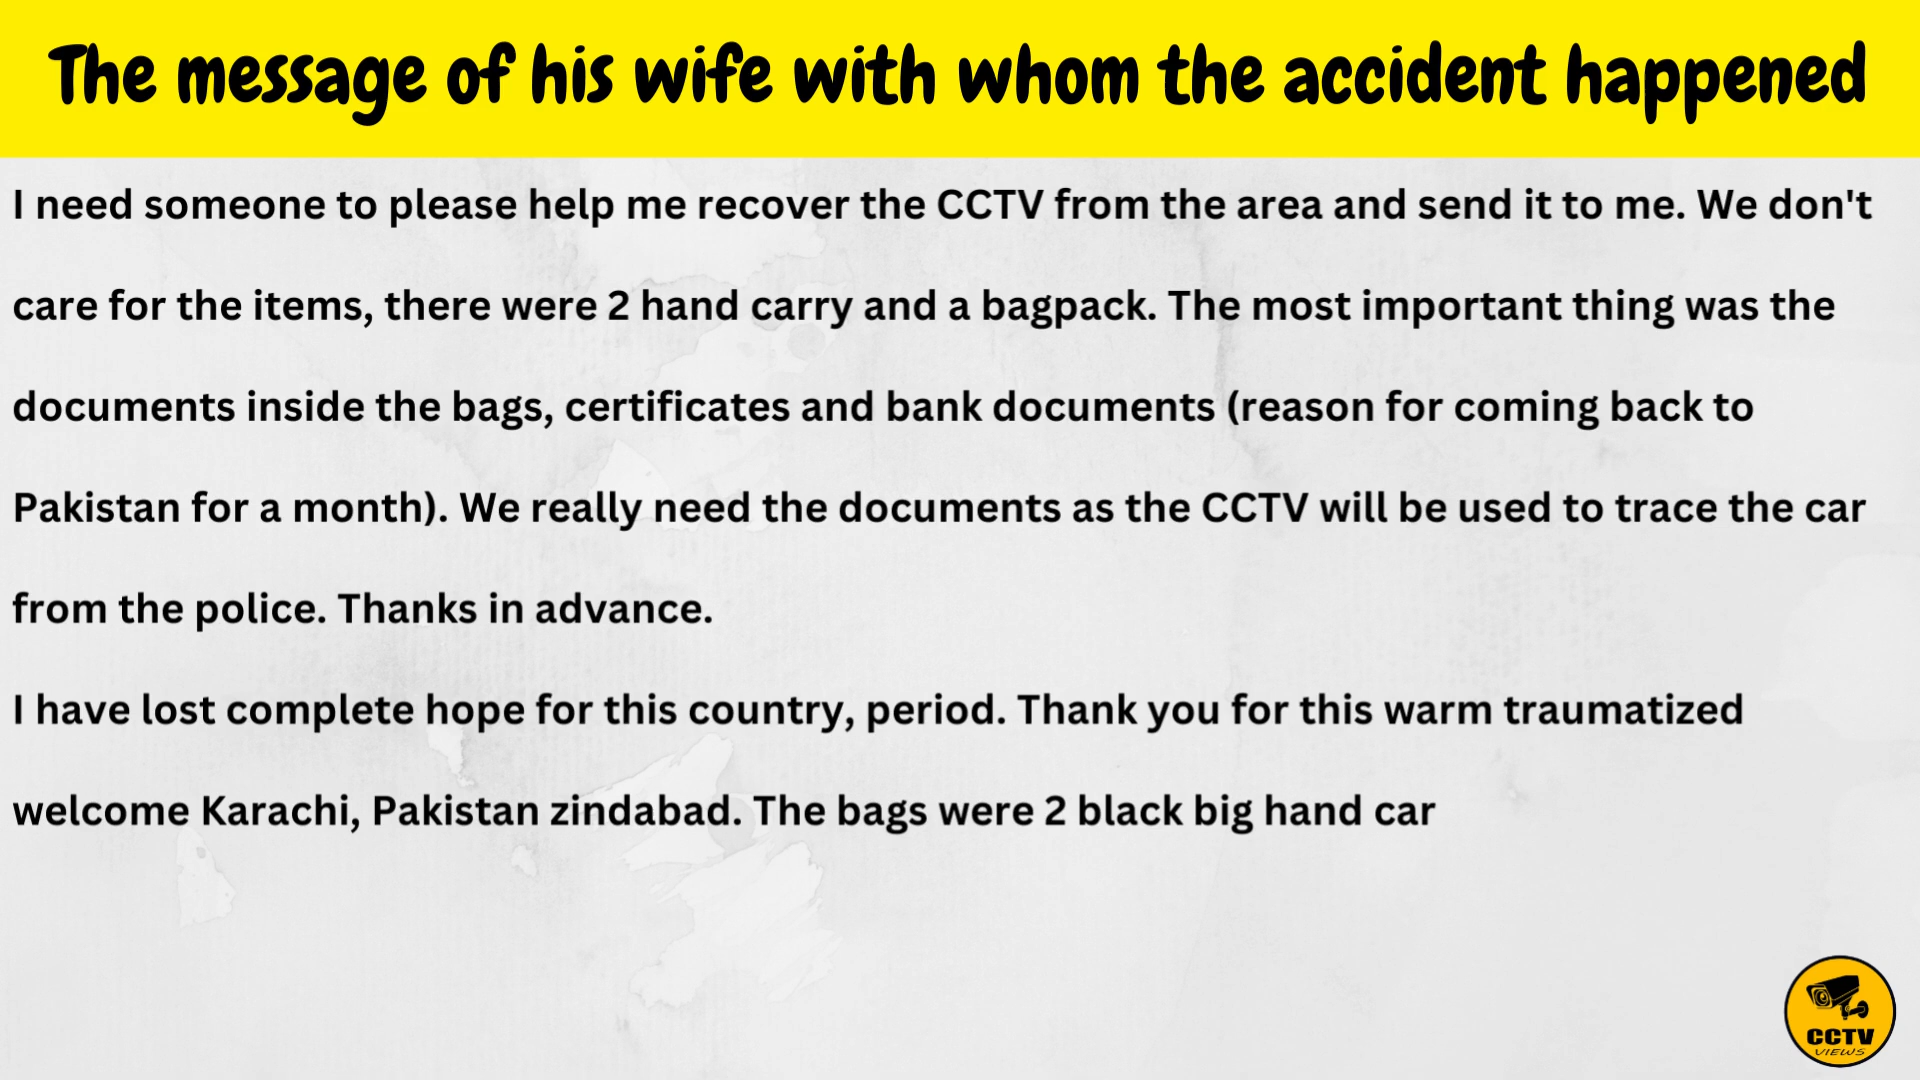 The message of his wife with whom the accident happened
I need someone to please help me recover the CCTV from the area and send it to me. We don't
care for the items, there were 2 hand carry and a bagpack. The most important thing was the
documents inside the bags, certificates and bank documents (reason for coming back to
Pakistan for a month). We really need the documents as the CCTV will be used to trace the car
from the police. Thanks in advance.
I have lost complete hope for this country, period. Thank you for this warm traumatized
welcome Karachi, Pakistan zindabad. The bags were 2 black big hand car
CCTV
VIEWS